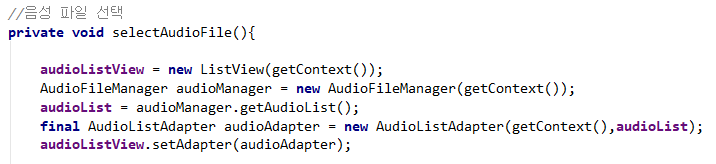 //음성 파일 선택
private void selectAudioFile(){
audioListView = new ListView(getContext());
AudioFileManager audioManager = new AudioFileManager(getContext());
audioList = audioManager.getAudioList();
final AudioListAdapter audioAdapter = new AudioListAdapter(getContext(),audioList);
audioListView.setAdapter(audioAdapter);